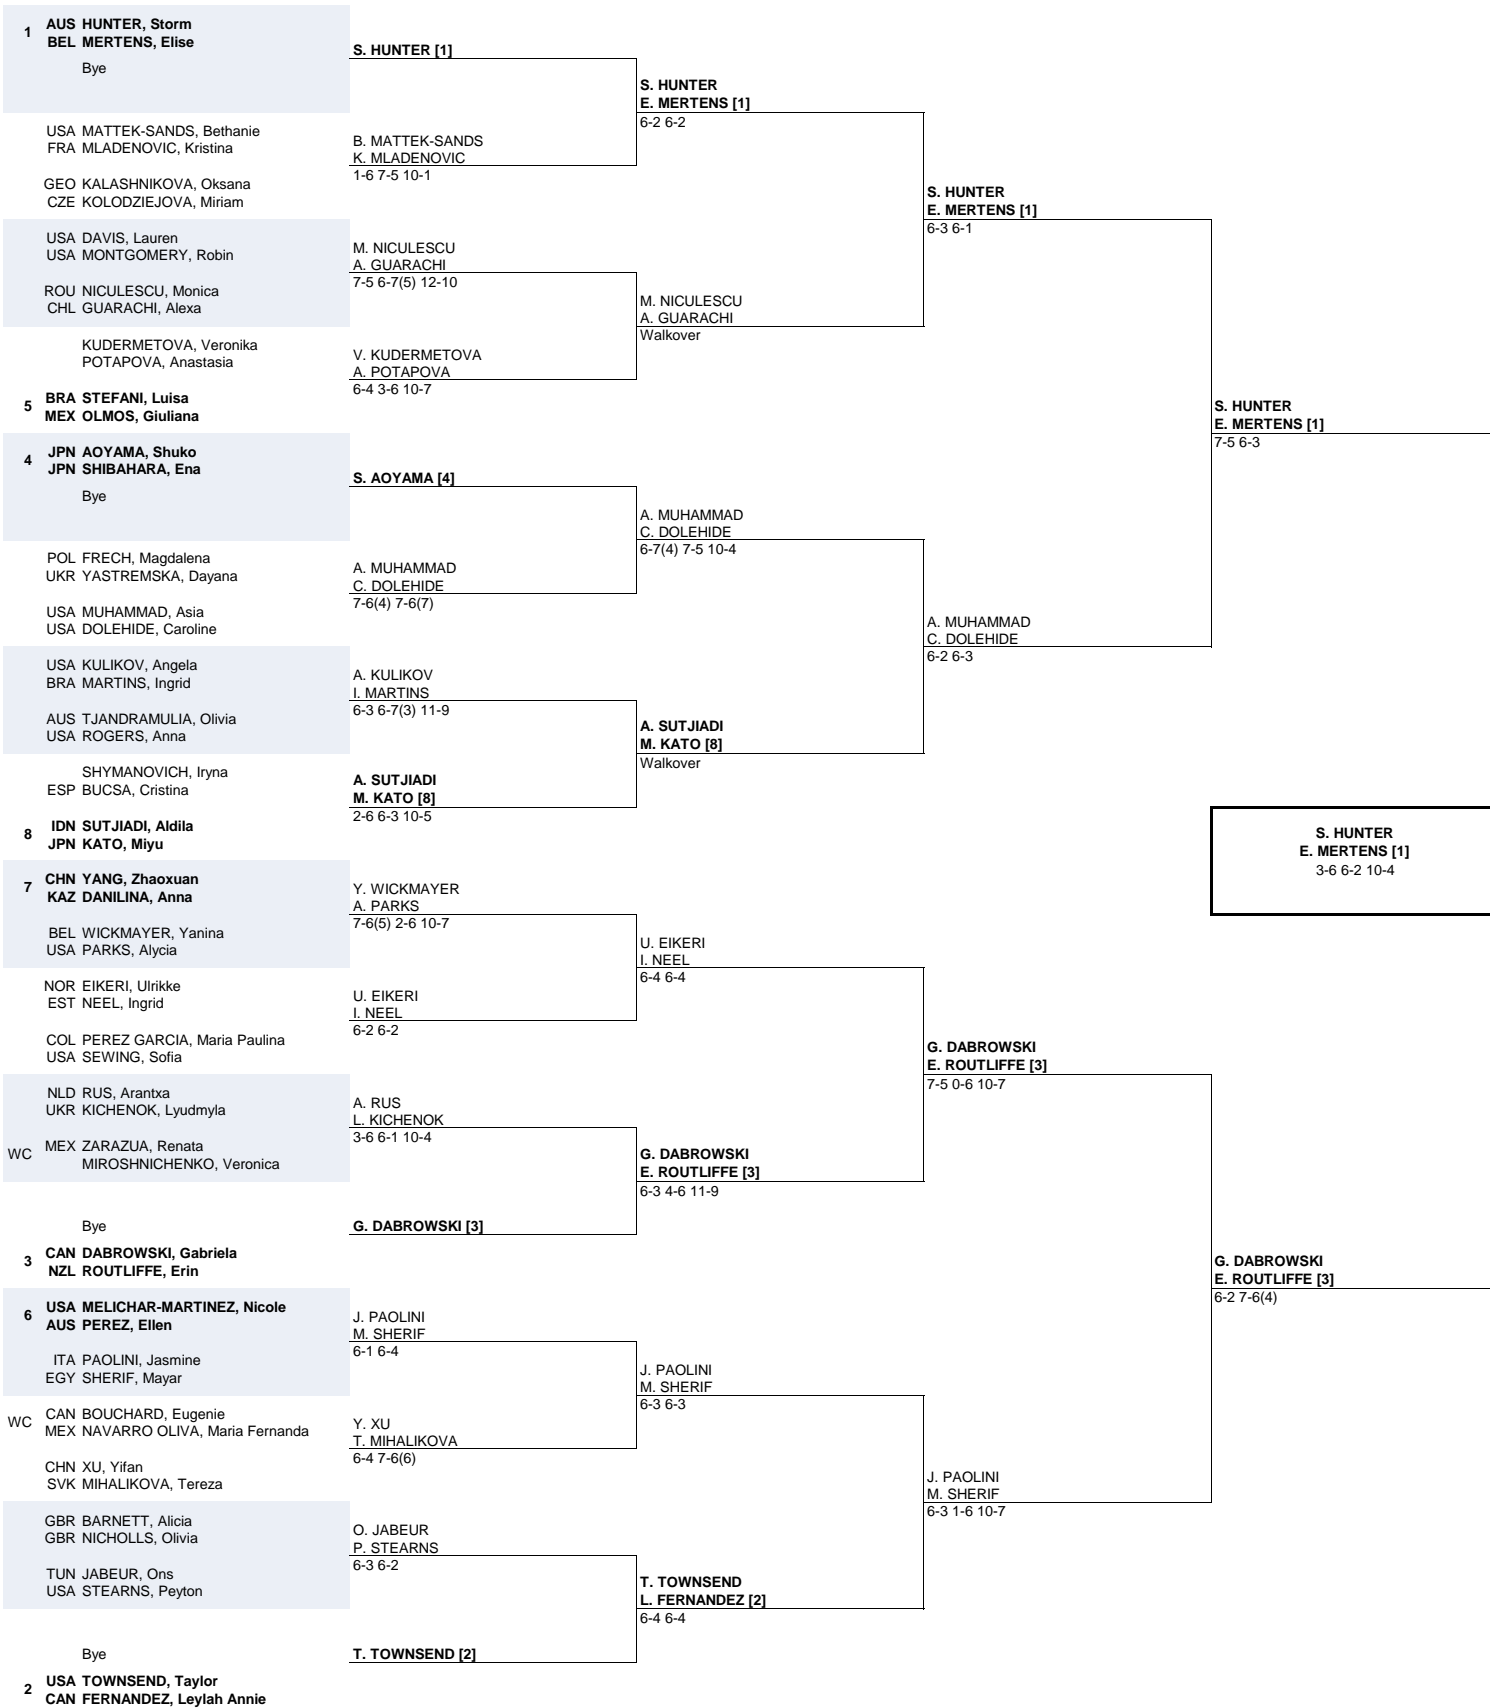 1
AUS HUNTER, Storm
BEL MERTENS, Elise
Bye
USA MATTEK-SANDS, Bethanie
FRA MLADENOVIC, Kristina
GEO KALASHNIKOVA, Oksana
CZE KOLODZIEJOVA, Miriam
USA DAVIS, Lauren
USA MONTGOMERY, Robin
ROU NICULESCU, Monica
CHL GUARACHI, Alexa
KUDERMETOVA, Veronika
POTAPOVA, Anastasia
5
BRA STEFANI, Luisa
MEX OLMOS, Giuliana
4
JPN AOYAMA, Shuko
JPN SHIBAHARA, Ena
Bye
POL FRECH, Magdalena
UKR YASTREMSKA, Dayana
USA MUHAMMAD, Asia
USA DOLEHIDE, Caroline
USA KULIKOV, Angela
BRA MARTINS, Ingrid
AUS TJANDRAMULIA, Olivia
USA ROGERS, Anna
SHYMANOVICH, Iryna
ESP BUCSA, Cristina
8
IDN SUTJIADI, Aldila
JPN KATO, Miyu
7
CHN YANG, Zhaoxuan
KAZ DANILINA, Anna
BEL WICKMAYER, Yanina
USA PARKS, Alycia
NOR EIKERI, Ulrikke
EST NEEL, Ingrid
COL PEREZ GARCIA, Maria Paulina
USA SEWING, Sofia
NLD RUS, Arantxa
UKR KICHENOK, Lyudmyla
WC
MEX ZARAZUA, Renata
MIROSHNICHENKO, Veronica
Bye
3
CAN DABROWSKI, Gabriela
NZL ROUTLIFFE, Erin
6
USA MELICHAR-MARTINEZ, Nicole
AUS PEREZ, Ellen
ITA PAOLINI, Jasmine
EGY SHERIF, Mayar
WC
CAN BOUCHARD, Eugenie
MEX NAVARRO OLIVA, Maria Fernanda
CHN XU, Yifan
SVK MIHALIKOVA, Tereza
GBR BARNETT, Alicia
GBR NICHOLLS, Olivia
TUN JABEUR, Ons
USA STEARNS, Peyton
Bye
2
USA TOWNSEND, Taylor
CAN FERNANDEZ, Leylah Annie
S. HUNTER [1]
B. MATTEK-SANDS
K. MLADENOVIC
1-6 7-5 10-1
M. NICULESCU
A. GUARACHI
7-5 6-7(5) 12-10
V. KUDERMETOVA
A. POTAPOVA
6-4 3-6 10-7
S. AOYAMA [4]
A. MUHAMMAD
C. DOLEHIDE
7-6(4) 7-6(7)
A. KULIKOV
I. MARTINS
6-3 6-7(3) 11-9
A. SUTJIADI
M. KATO [8]
2-6 6-3 10-5
Y. WICKMAYER
A. PARKS
7-6(5) 2-6 10-7
U. EIKERI
I. NEEL
6-2 6-2
A. RUS
L. KICHENOK
3-6 6-1 10-4
G. DABROWSKI [3]
J. PAOLINI
M. SHERIF
6-1 6-4
Y. XU
T. MIHALIKOVA
6-4 7-6(6)
O. JABEUR
P. STEARNS
6-3 6-2
T. TOWNSEND [2]
S. HUNTER
E. MERTENS [1]
6-2 6-2
M. NICULESCU
A. GUARACHI
Walkover
A. MUHAMMAD
C. DOLEHIDE
6-7(4) 7-5 10-4
A. SUTJIADI
M. KATO [8]
Walkover
U. EIKERI
I. NEEL
6-4 6-4
G. DABROWSKI
E. ROUTLIFFE [3]
6-3 4-6 11-9
J. PAOLINI
M. SHERIF
6-3 6-3
T. TOWNSEND
L. FERNANDEZ [2]
6-4 6-4
S. HUNTER
E. MERTENS [1]
6-3 6-1
A. MUHAMMAD
C. DOLEHIDE
6-2 6-3
G. DABROWSKI
E. ROUTLIFFE [3]
7-5 0-6 10-7
J. PAOLINI
M. SHERIF
6-3 1-6 10-7
S. HUNTER
E. MERTENS [1]
7-5 6-3
G. DABROWSKI
E. ROUTLIFFE [3]
6-2 7-6(4)
S. HUNTER
E. MERTENS [1]
3-6 6-2 10-4